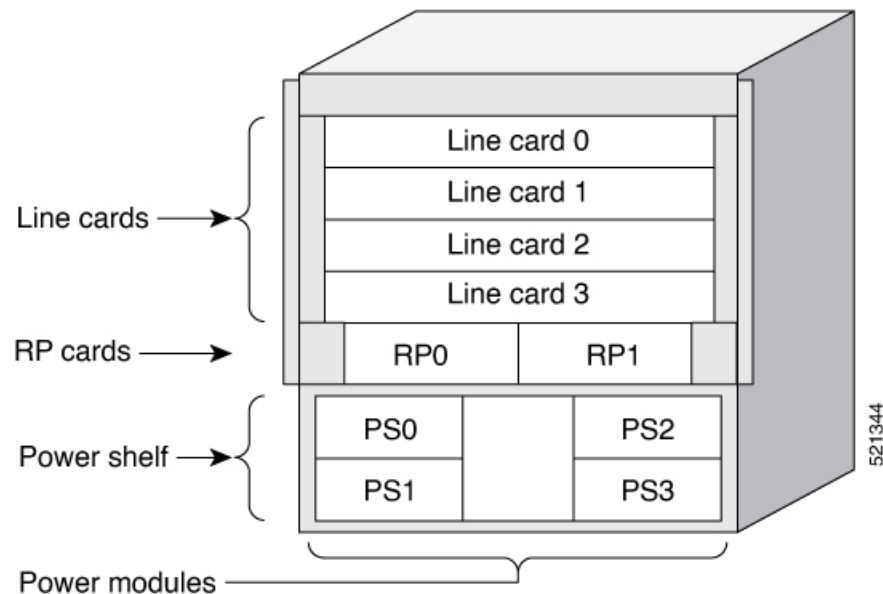 Line card 0
Line card 1
Line cards
Line card 2
Line card 3
RP cards
RP0
RP1
PS0
PS2
Power shelf
PS1
PS3
Power modules
521344